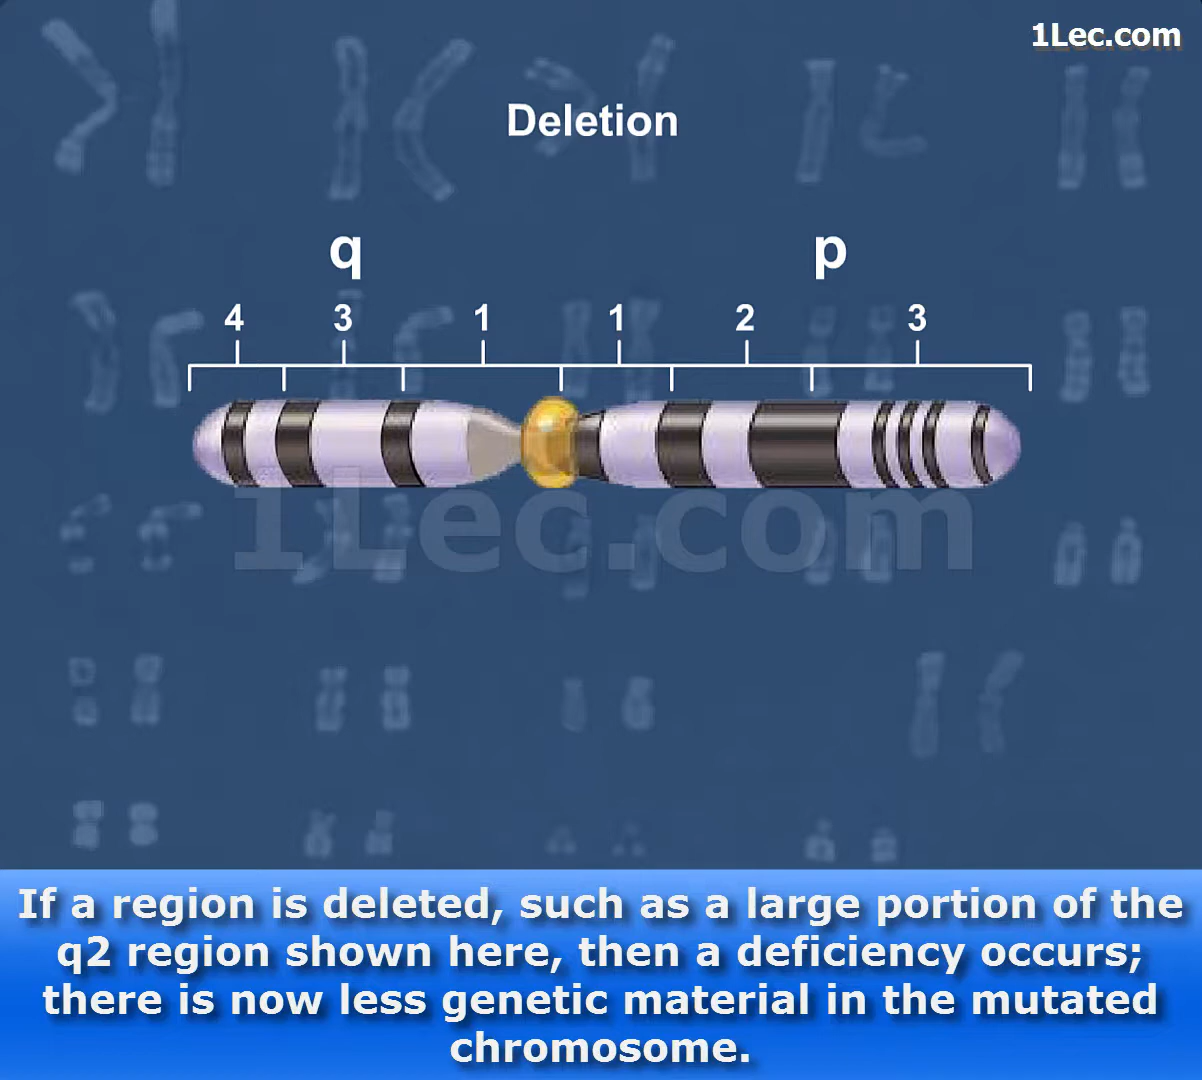 1Lec.com
Deletion
q p
4 3 1 1 2 3
1Lec.com
If a region is deleted, such as a large portion of the
q2 region shown here, then a deficiency occurs;
there is now less genetic material in the mutated
chromosome.